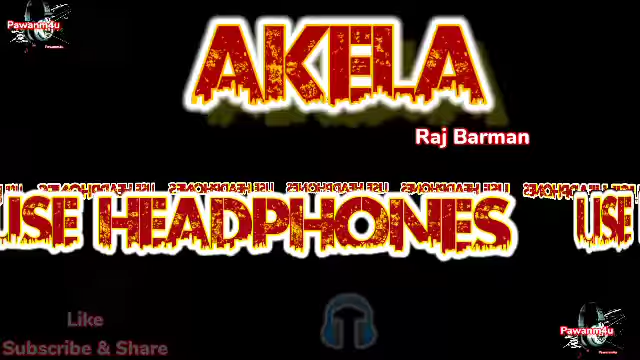 Pawanm4u
AKELA
Raj Barman
USE HEADPHONES USE
Like
Subscribe & Share
Pawanm4u